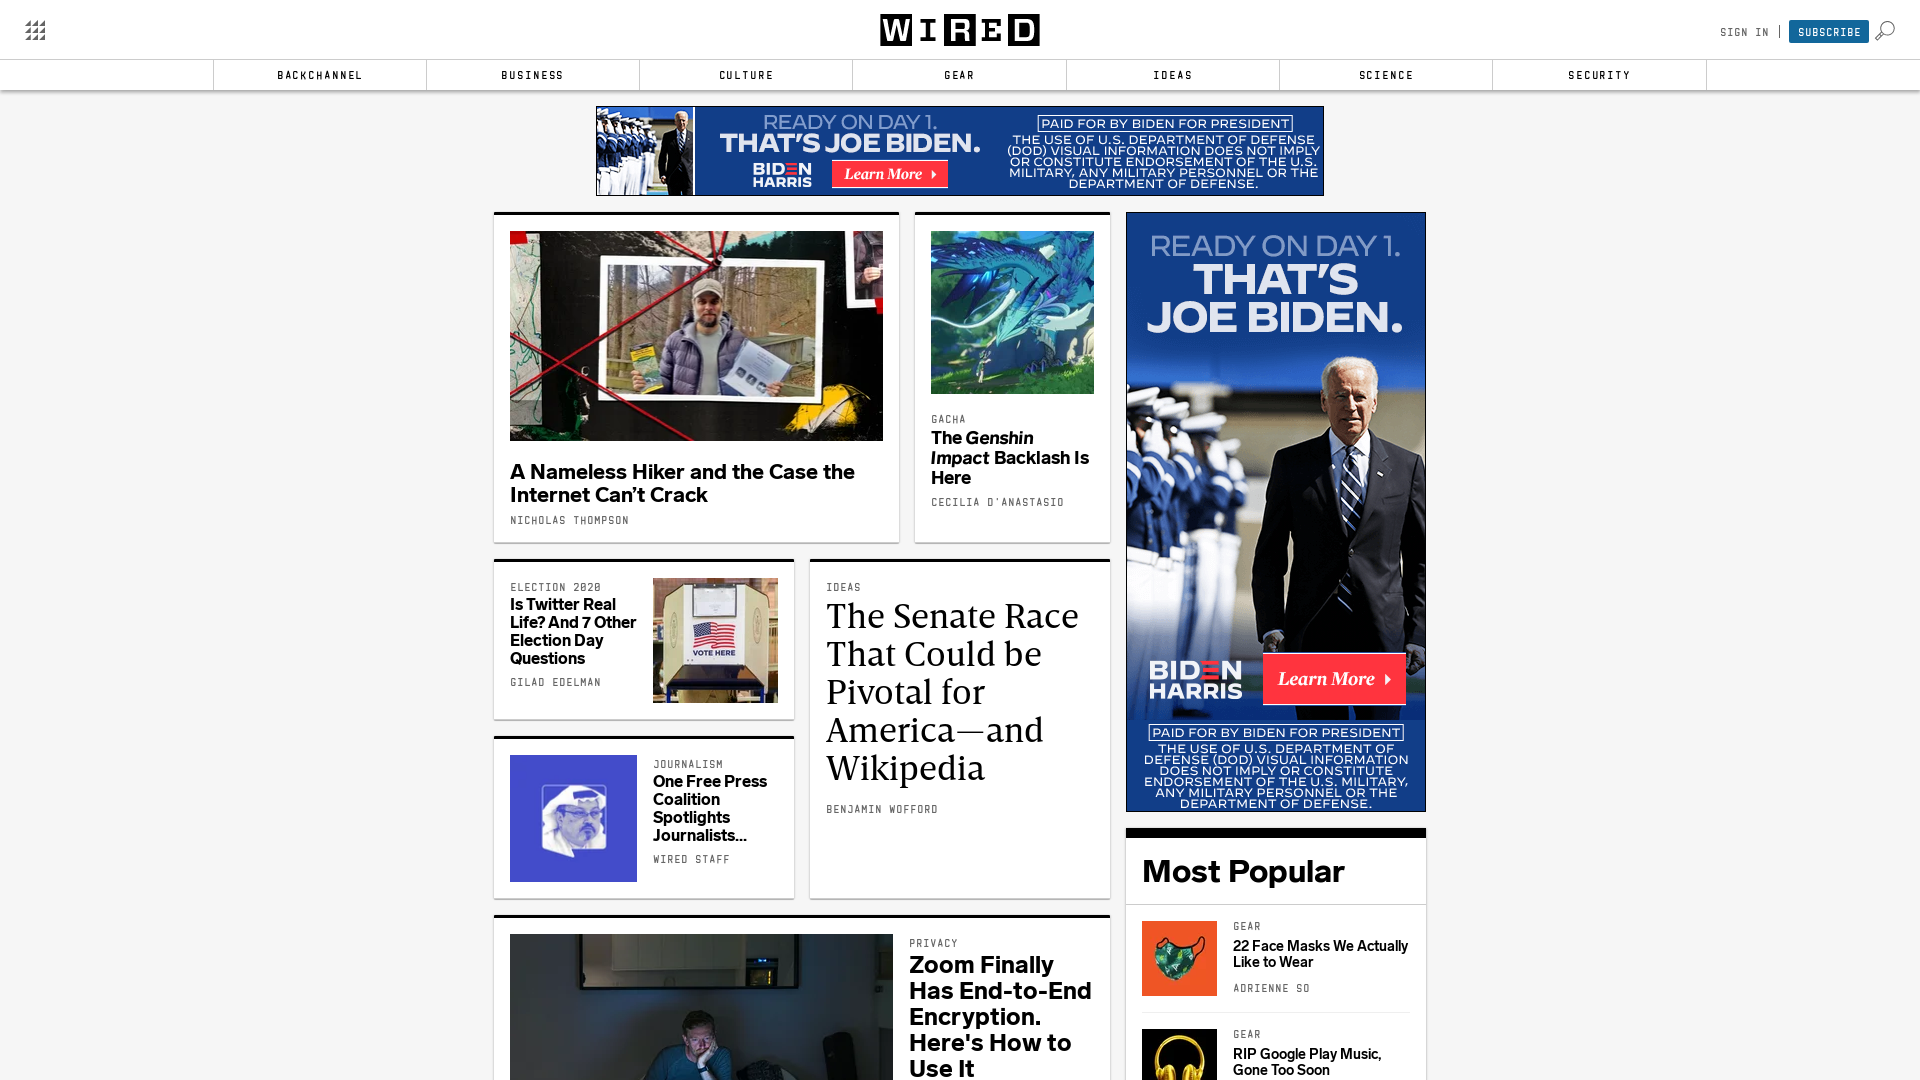 WIRED
SIGN IN
SUBSCRIBE
BACKCHANNEL
BUSINESS
CULTURE
GEAR
IDEAS
SCIENCE
SECURITY
READY ON DAY 1.
THAT'S JOE BIDEN.
BIDEN
HARRIS
Learn More
PAID FOR BY BIDEN FOR PRESIDENT
THE USE OF U.S. DEPARTMENT OF DEFENSE
(DOD) VISUAL INFORMATION DOES NOT IMPLY
OR CONSTITUTE ENDORSEMENT OF THE U.S.
MILITARY, ANY MILITARY PERSONNEL OR THE
DEPARTMENT OF DEFENSE.
A Nameless Hiker and the Case the
Internet Can’t Crack
NICHOLAS THOMPSON
GACHA
The Genshin
Impact Backlash Is
Here
CECILIA D'ANASTASIO
READY ON DAY 1.
THAT'S
JOE BIDEN.
BIDEN
HARRIS
Learn More
PAID FOR BY BIDEN FOR PRESIDENT
THE USE OF U.S. DEPARTMENT OF
DEFENSE (DOD) VISUAL INFORMATION
DOES NOT IMPLY OR CONSTITUTE
ENDORSEMENT OF THE U.S. MILITARY,
ANY MILITARY PERSONNEL OR THE
DEPARTMENT OF DEFENSE.
ELECTION 2020
Is Twitter Real
Life? And 7 Other
Election Day
Questions
GILAD EDELMAN
VOTE HERE
IDEAS
The Senate Race
That Could be
Pivotal for
America—and
Wikipedia
BENJAMIN WOFFORD
JOURNALISM
One Free Press
Coalition
Spotlights
Journalists...
WIRED STAFF
PRIVACY
Zoom Finally
Has End-to-End
Encryption.
Here's How to
Use It
Most Popular
GEAR
22 Face Masks We Actually
Like to Wear
ADRIENNE SO
GEAR
RIP Google Play Music,
Gone Too Soon